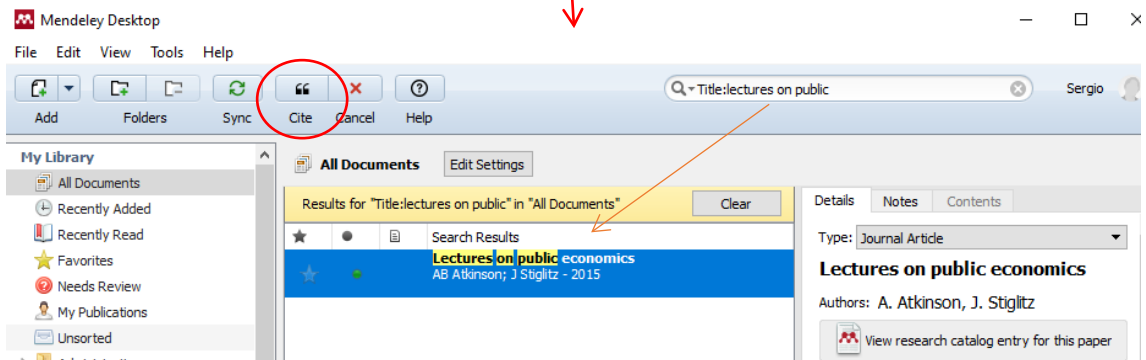 Mendeley Desktop
File Edit View Tools Help
Title:lectures on public
Sergio
Add Folders Sync Cite Cancel Help
My Library
All Documents
Recently Added
Recently Read
Favorites
Needs Review
My Publications
Unsorted
All Documents Edit Settings
Results for "Title:lectures on public" in "All Documents" Clear
Search Results
Lectures on public economics
AB Atkinson; J Stiglitz - 2015
Details Notes Contents
Type: Journal Article
Lectures on public economics
Authors: A. Atkinson, J. Stiglitz
View research catalog entry for this paper